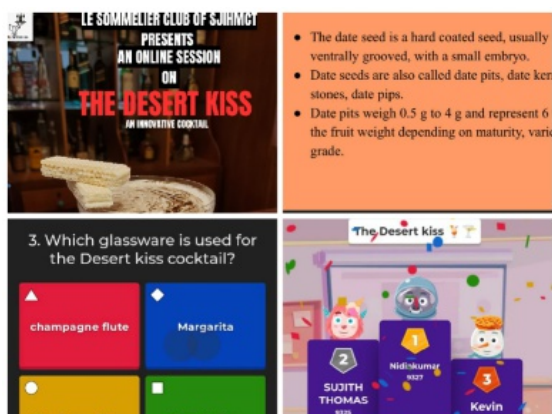 LE SOMMELIER CLUB OF SJIHMCT
PRESENTS
AN ONLINE SESSION
ON
THE DESERT KISS
AN INNOVATIVE COCKTAIL
• The date seed is a hard coated seed, usually
ventrally grooved, with a small embryo.
• Date seeds are also called date pits, date
stones, date pips.
• Date pits weigh 0.5 g to 4 g and represent 6
the fruit weight depending on maturity,
grade.
3. Which glassware is used for
the Desert kiss cocktail?
champagne flute
Margarita
The Desert kiss
1
Nidinkumar
9327
2
SUJITH
THOMAS
3
Kevin